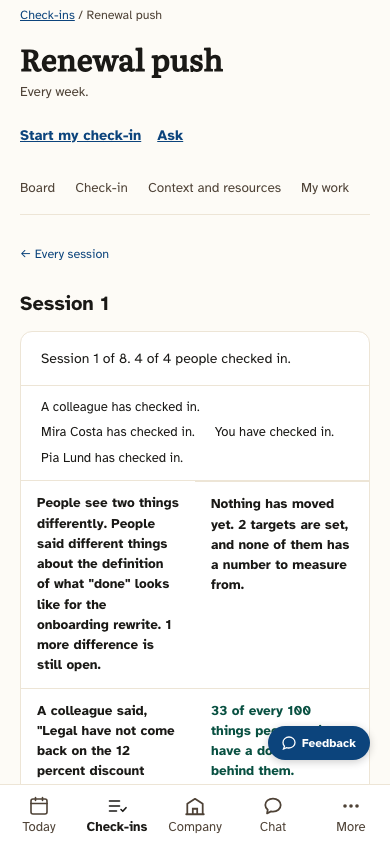 Check-ins / Renewal push
Renewal push
Every week.
Start my check-in Ask
Board Check-in Context and resources My work
← Every session
Session 1
Session 1 of 8. 4 of 4 people checked in.
A colleague has checked in.
Mira Costa has checked in. You have checked in.
Pia Lund has checked in.
People see two things
differently. People
said different things
about the definition
of what "done" looks
like for the
onboarding rewrite. 1
more difference is
still open.
Nothing has moved
yet. 2 targets are set,
and none of them has
a number to measure
from.
A colleague said,
"Legal have not come
back on the 12
percent discount
33 of every 100
things
have a
behind them.
Feedback
Today Check-ins Company Chat More